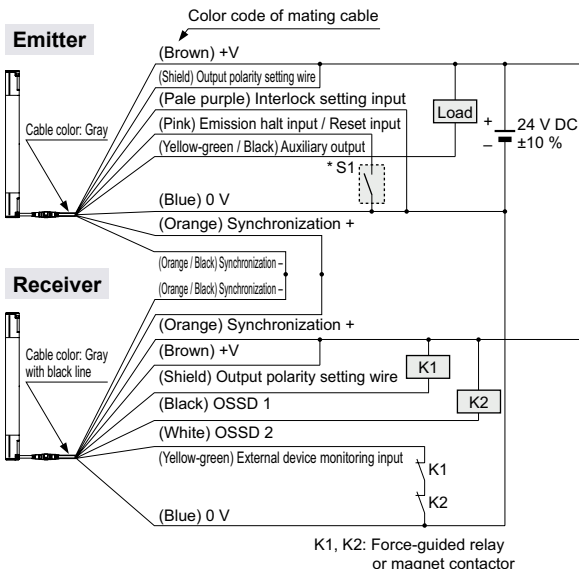 Color code of mating cable
Emitter
(Brown) +V
(Shield) Output polarity setting wire
(Pale purple) Interlock setting input
Load
(Pink) Emission halt input / Reset input
+
24 V DC
Cable color: Gray
–
±10 %
(Yellow-green / Black) Auxiliary output
* S1
(Blue) 0 V
(Orange) Synchronization +
(Orange / Black) Synchronization –
Receiver
(Orange / Black) Synchronization –
(Orange) Synchronization +
(Brown) +V
Cable color: Gray
with black line
K1
(Shield) Output polarity setting wire
K2
(Black) OSSD 1
(White) OSSD 2
(Yellow-green) External device monitoring input
K1
K2
(Blue) 0 V
K1, K2: Force-guided relay
or magnet contactor